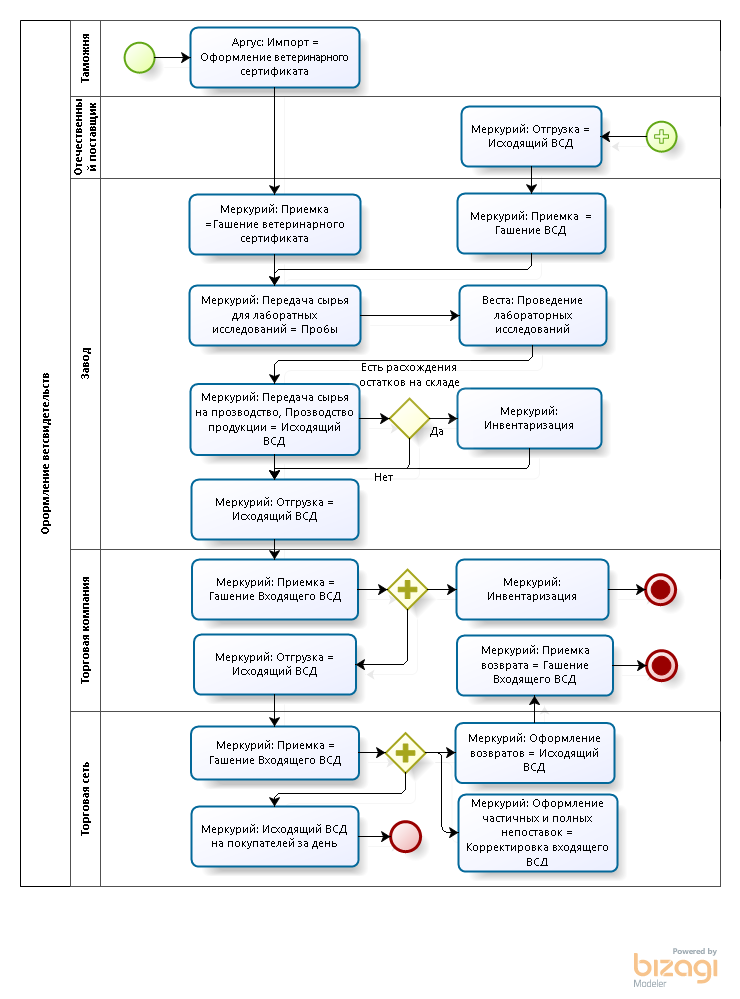 Орормление ветсвидетельств
Таможня
Аргус: Импорт =
Оформление ветеринарного
сертификата
Отечественны
й поставщик
Меркурий: Отгрузка =
Исходящий ВСД
Завод
Меркурий: Приемка
=Гашение ветеринарного
сертификата
Меркурий: Приемка =
Гашение ВСД
Меркурий: Передача сырья
для лаборатных
исследований = Пробы
Веста: Проведение
лабораторных
исследований
Есть расхождения
остатков на складе
Меркурий: Передача сырья
на прозводство, Прозводство
продукции = Исходящий
ВСД
Да
Меркурий:
Инвентаризация
Нет
Меркурий: Отгрузка =
Исходящий ВСД
Торговая компания
Меркурий: Приемка =
Гашение Входящего ВСД
Меркурий:
Инвентаризация
Меркурий: Отгрузка =
Исходящий ВСД
Меркурий: Приемка
возврата = Гашение
Входящего ВСД
Торговая сеть
Меркурий: Приемка =
Гашение Входящего ВСД
Меркурий: Оформление
возвратов = Исходящий
ВСД
Меркурий: Исходящий ВСД
на покупателей за день
Меркурий: Оформление
частичных и полных
непоставок =
Корректировка входящего
ВСД
Powered by
bizagi
Modeler